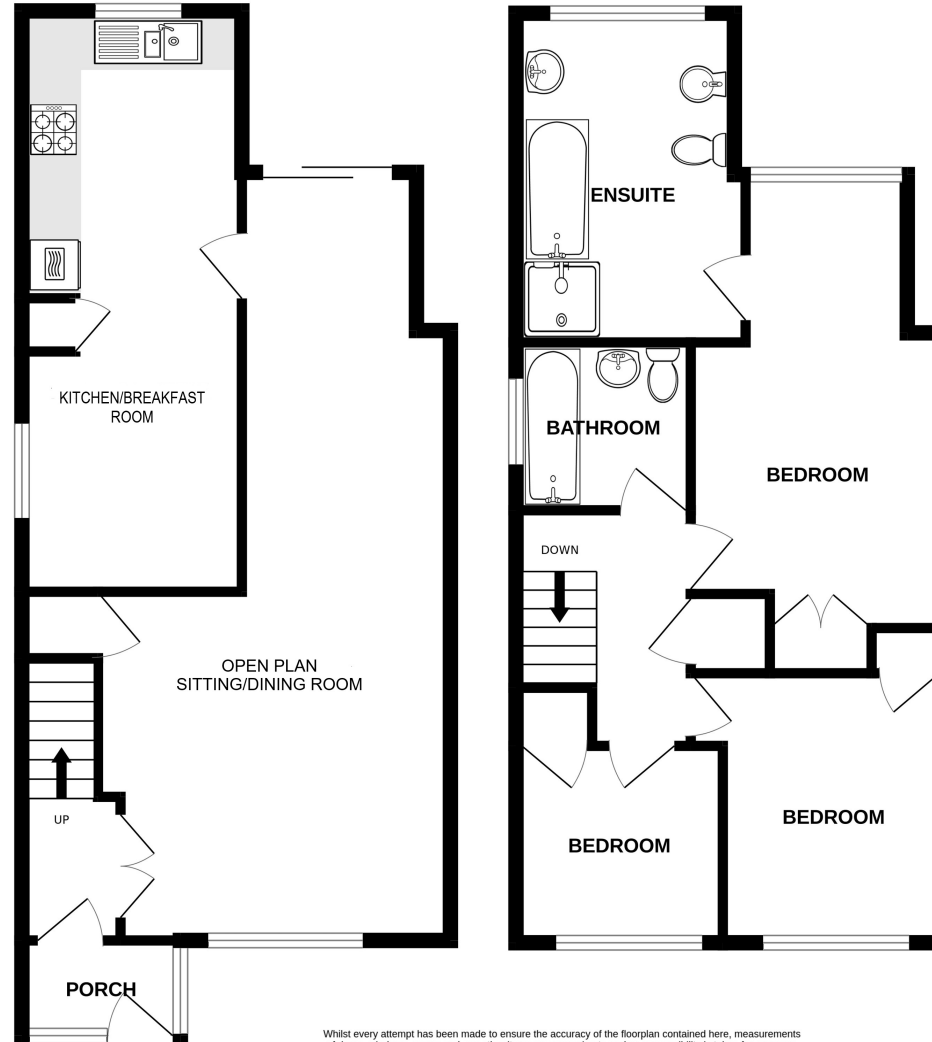 KITCHEN/BREAKFAST
ROOM
OPEN PLAN
SITTING/DINING ROOM
UP
PORCH
ENSUITE
BATHROOM
BEDROOM
DOWN
BEDROOM
BEDROOM
Whilst every attempt has been made to ensure the accuracy of the floorplan contained here, measurements